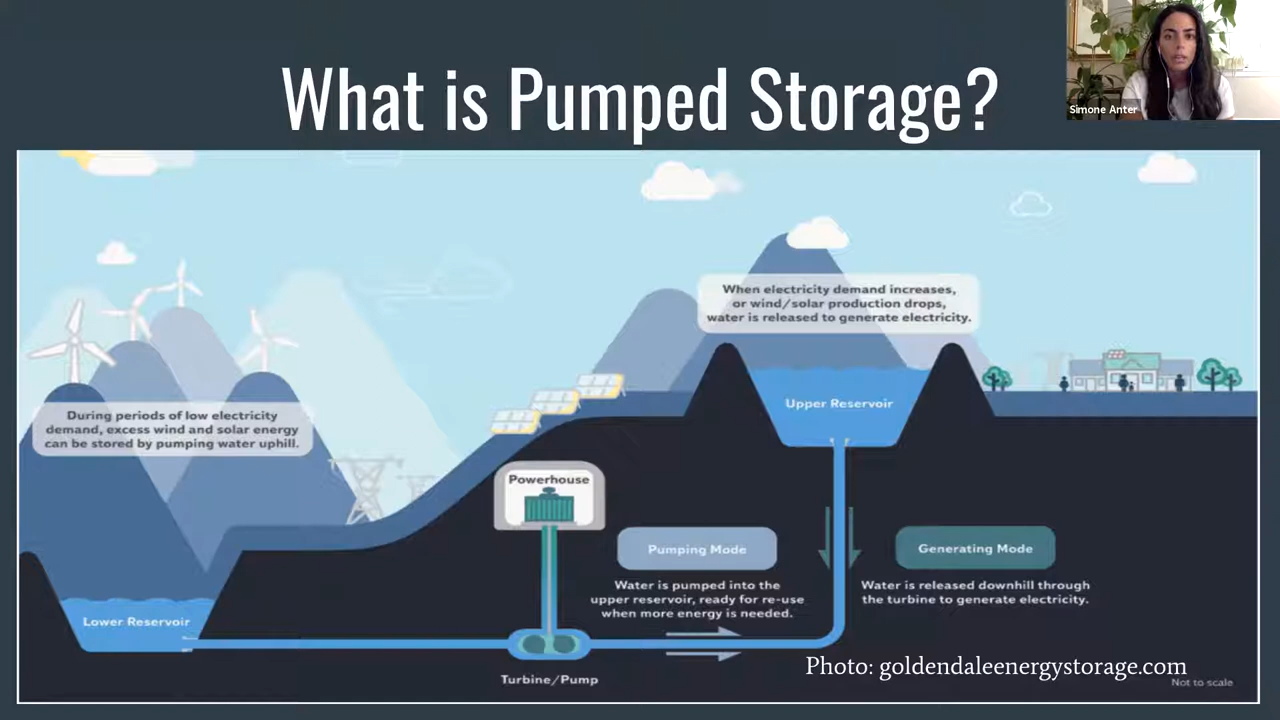 What is Pumped Storage?
Simone Anter
When electricity demand increases,
or wind/solar production drops,
water is released to generate electricity.
During periods of low electricity
demand, excess wind and solar energy
can be stored by pumping water uphill.
Upper Reservoir
Powerhouse
Pumping Mode
Water is pumped into the
upper reservoir, ready for re-use
when more energy is needed.
Generating Mode
Water is released downhill through
the turbine to generate electricity.
Lower Reservoir
Turbine/Pump
Photo: goldendaleenergystorage.com
Not to scale